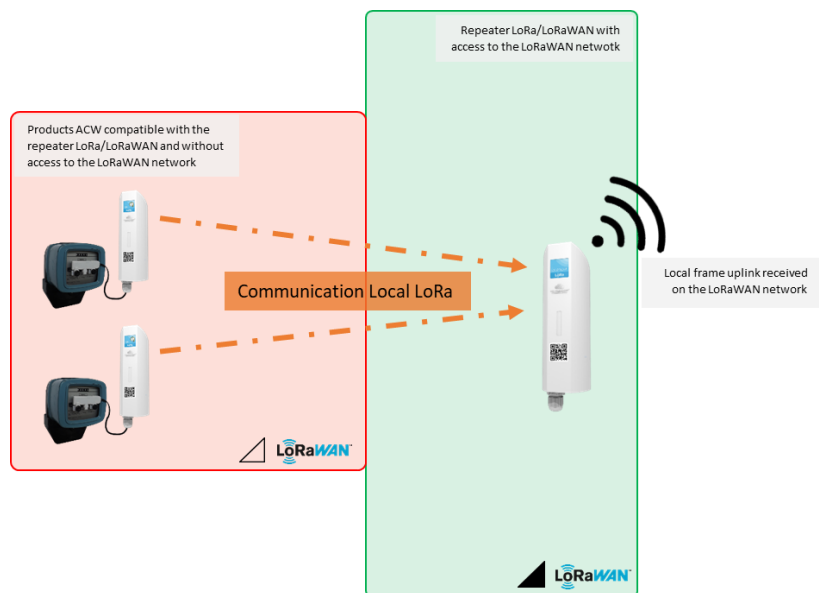 Repeater LoRa/LoRaWAN with
access to the LoRaWAN netwotk
Products ACW compatible with the
repeater LoRa/LoRaWAN and without
access to the LoRaWAN network
Local frame uplink received
on the LoRaWAN network
Communication Local LoRa
LoRaWAN
LoRaWAN